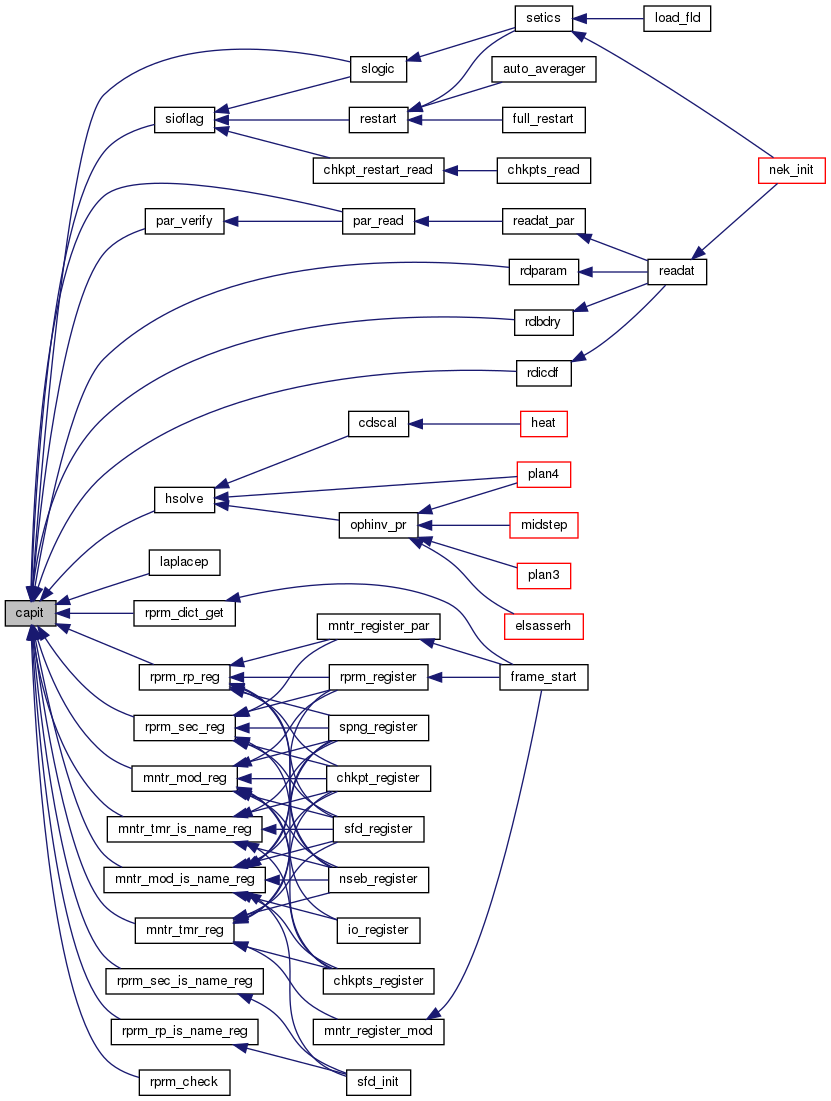 setics
load_fld
slogic
auto_averager
sioflag
restart
full_restart
chkpt_restart_read
chkpts_read
nek_init
par_verify
par_read
readat_par
rdparam
readat
rdbdry
rdicdf
cdscal
heat
plan4
hsolve
ophinv_pr
midstep
laplacep
plan3
capit
rprm_dict_get
mntr_register_par
elsasserh
rprm_rp_reg
rprm_register
frame_start
rprm_sec_reg
spng_register
mntr_mod_reg
chkpt_register
mntr_tmr_is_name_reg
sfd_register
mntr_mod_is_name_reg
nseb_register
mntr_tmr_reg
io_register
rprm_sec_is_name_reg
chkpts_register
rprm_rp_is_name_reg
mntr_register_mod
rprm_check
sfd_init